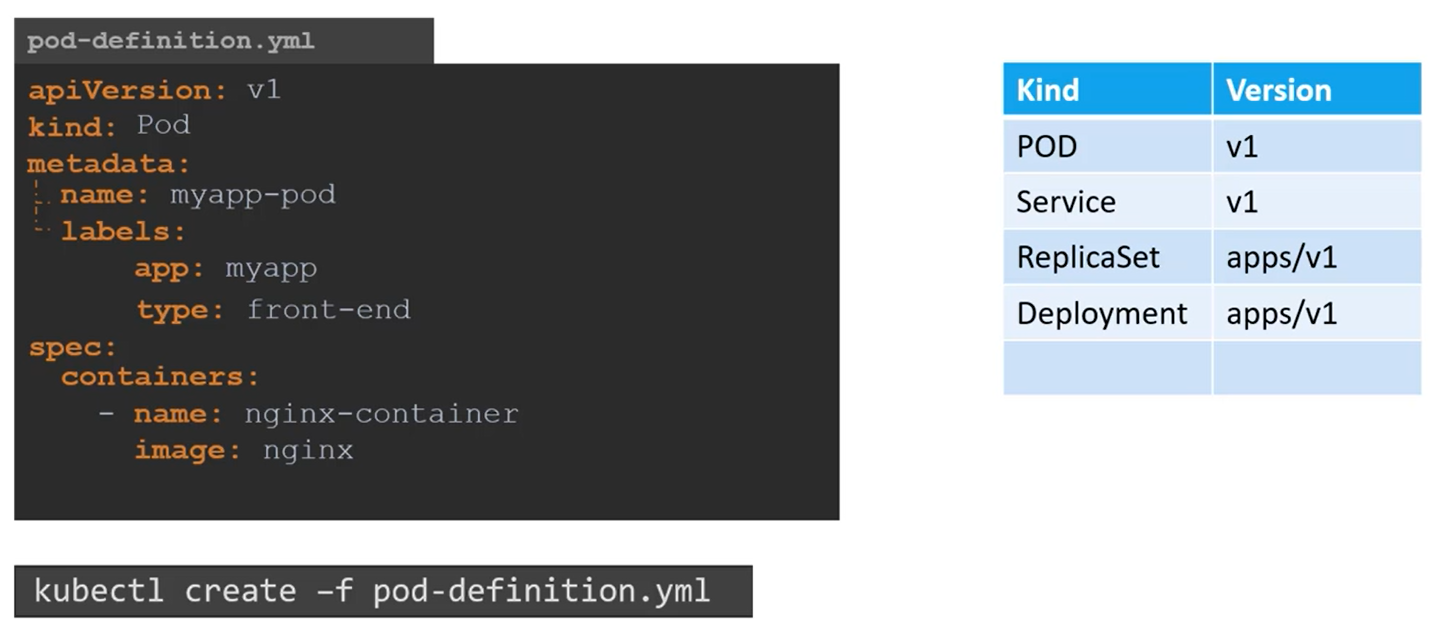 pod-definition.yml
apiVersion: v1
kind: Pod
metadata:
name: myapp-pod
labels:
app: myapp
type: front-end
spec:
containers:
- name: nginx-container
image: nginx
kubectl create –f pod-definition.yml
Kind Version
POD v1
Service v1
ReplicaSet apps/v1
Deployment apps/v1